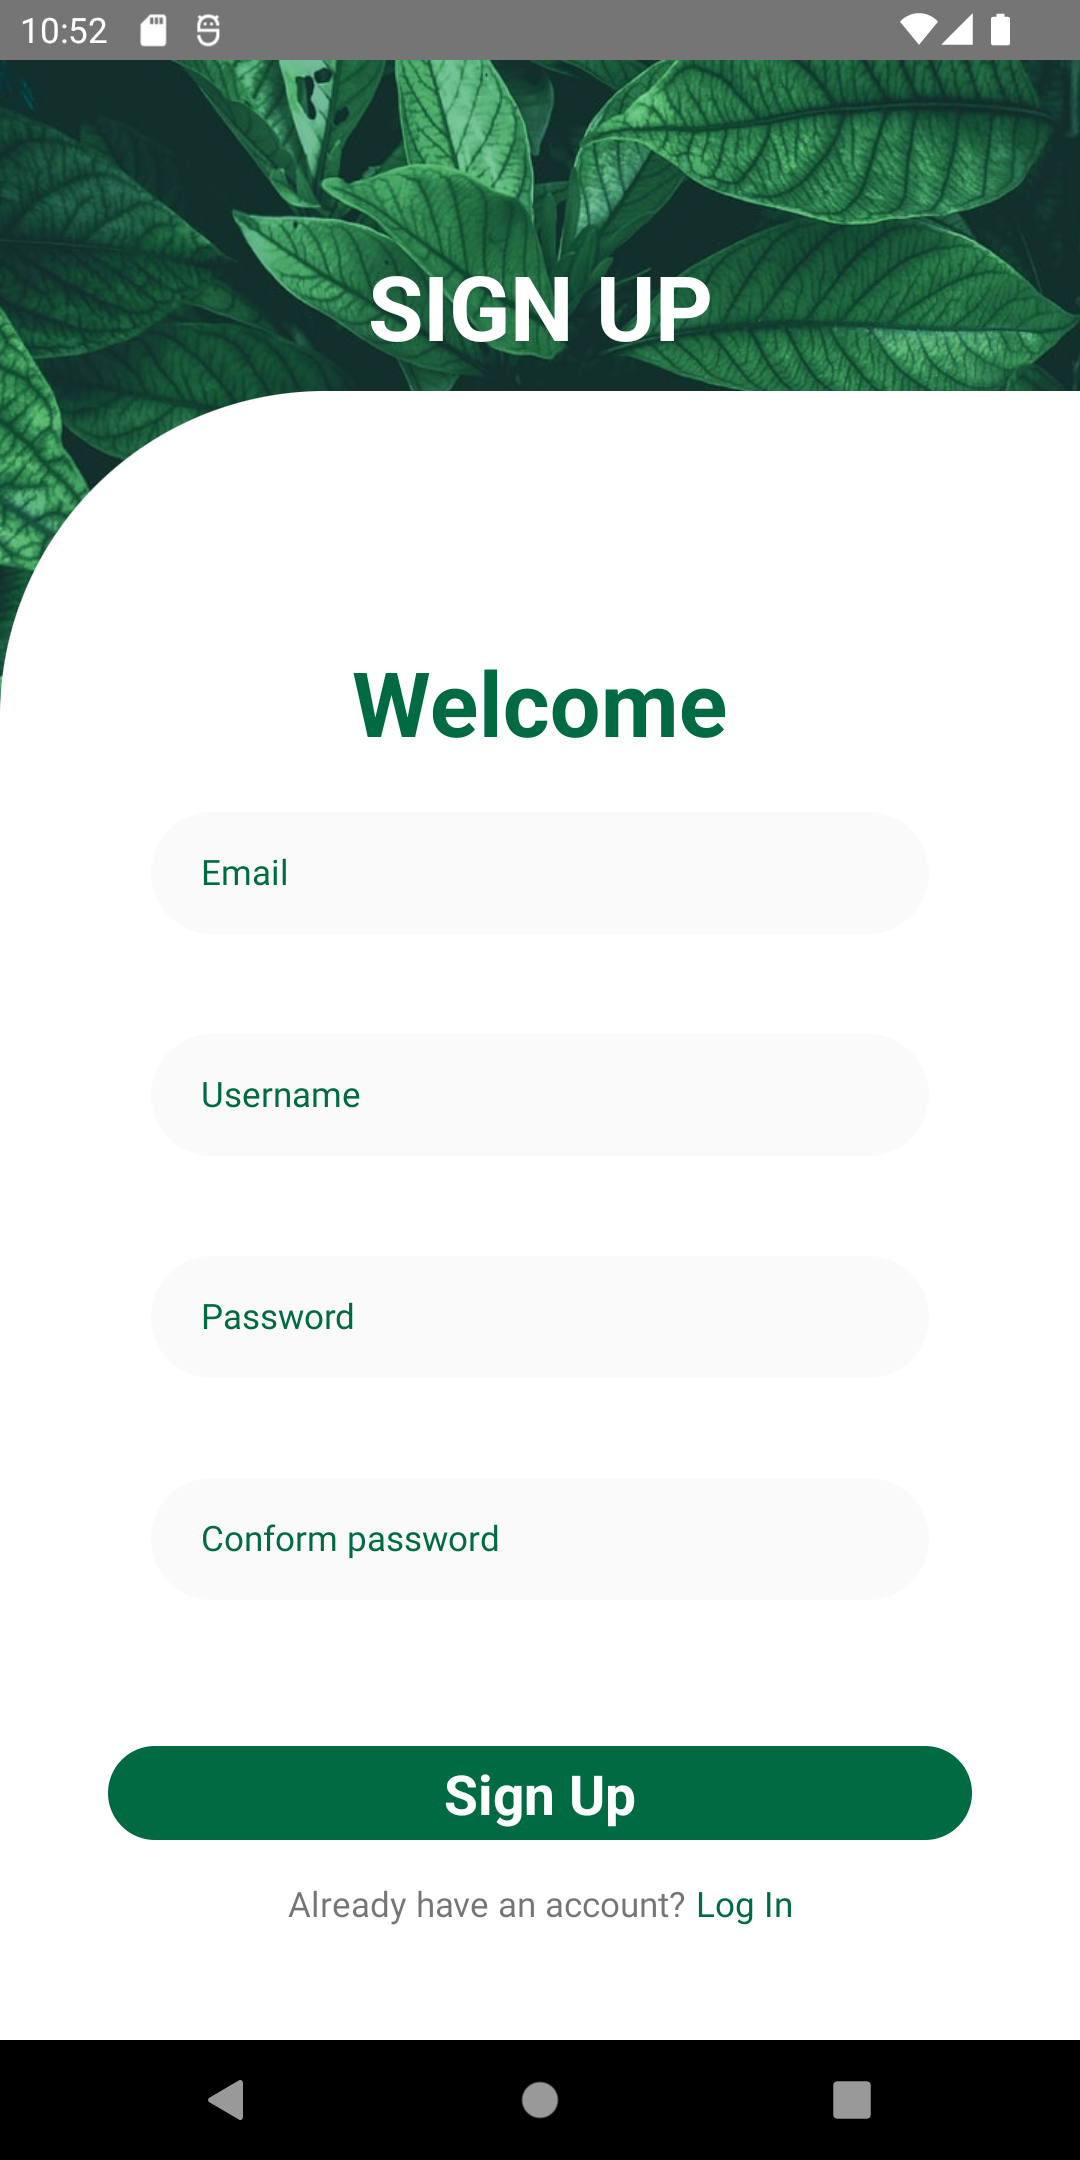 10:52
SIGN UP
Welcome
Email
Username
Password
Conform password
Sign Up
Already have an account? Log In